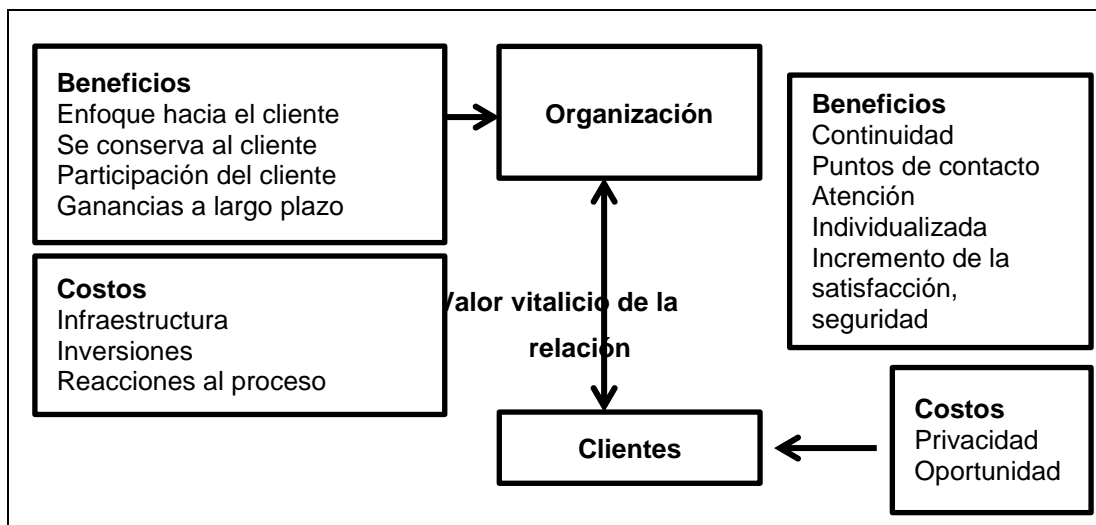 Beneficios
Enfoque hacia el cliente
Se conserva al cliente
Participación del cliente
Ganancias a largo plazo
Organización
Beneficios
Continuidad
Puntos de contacto
Atención
Individualizada
Incremento de la
satisfacción,
seguridad
Costos
Infraestructura
Inversiones
Reacciones al proceso
Valor vitalicio de la
relación
Clientes
Costos
Privacidad
Oportunidad